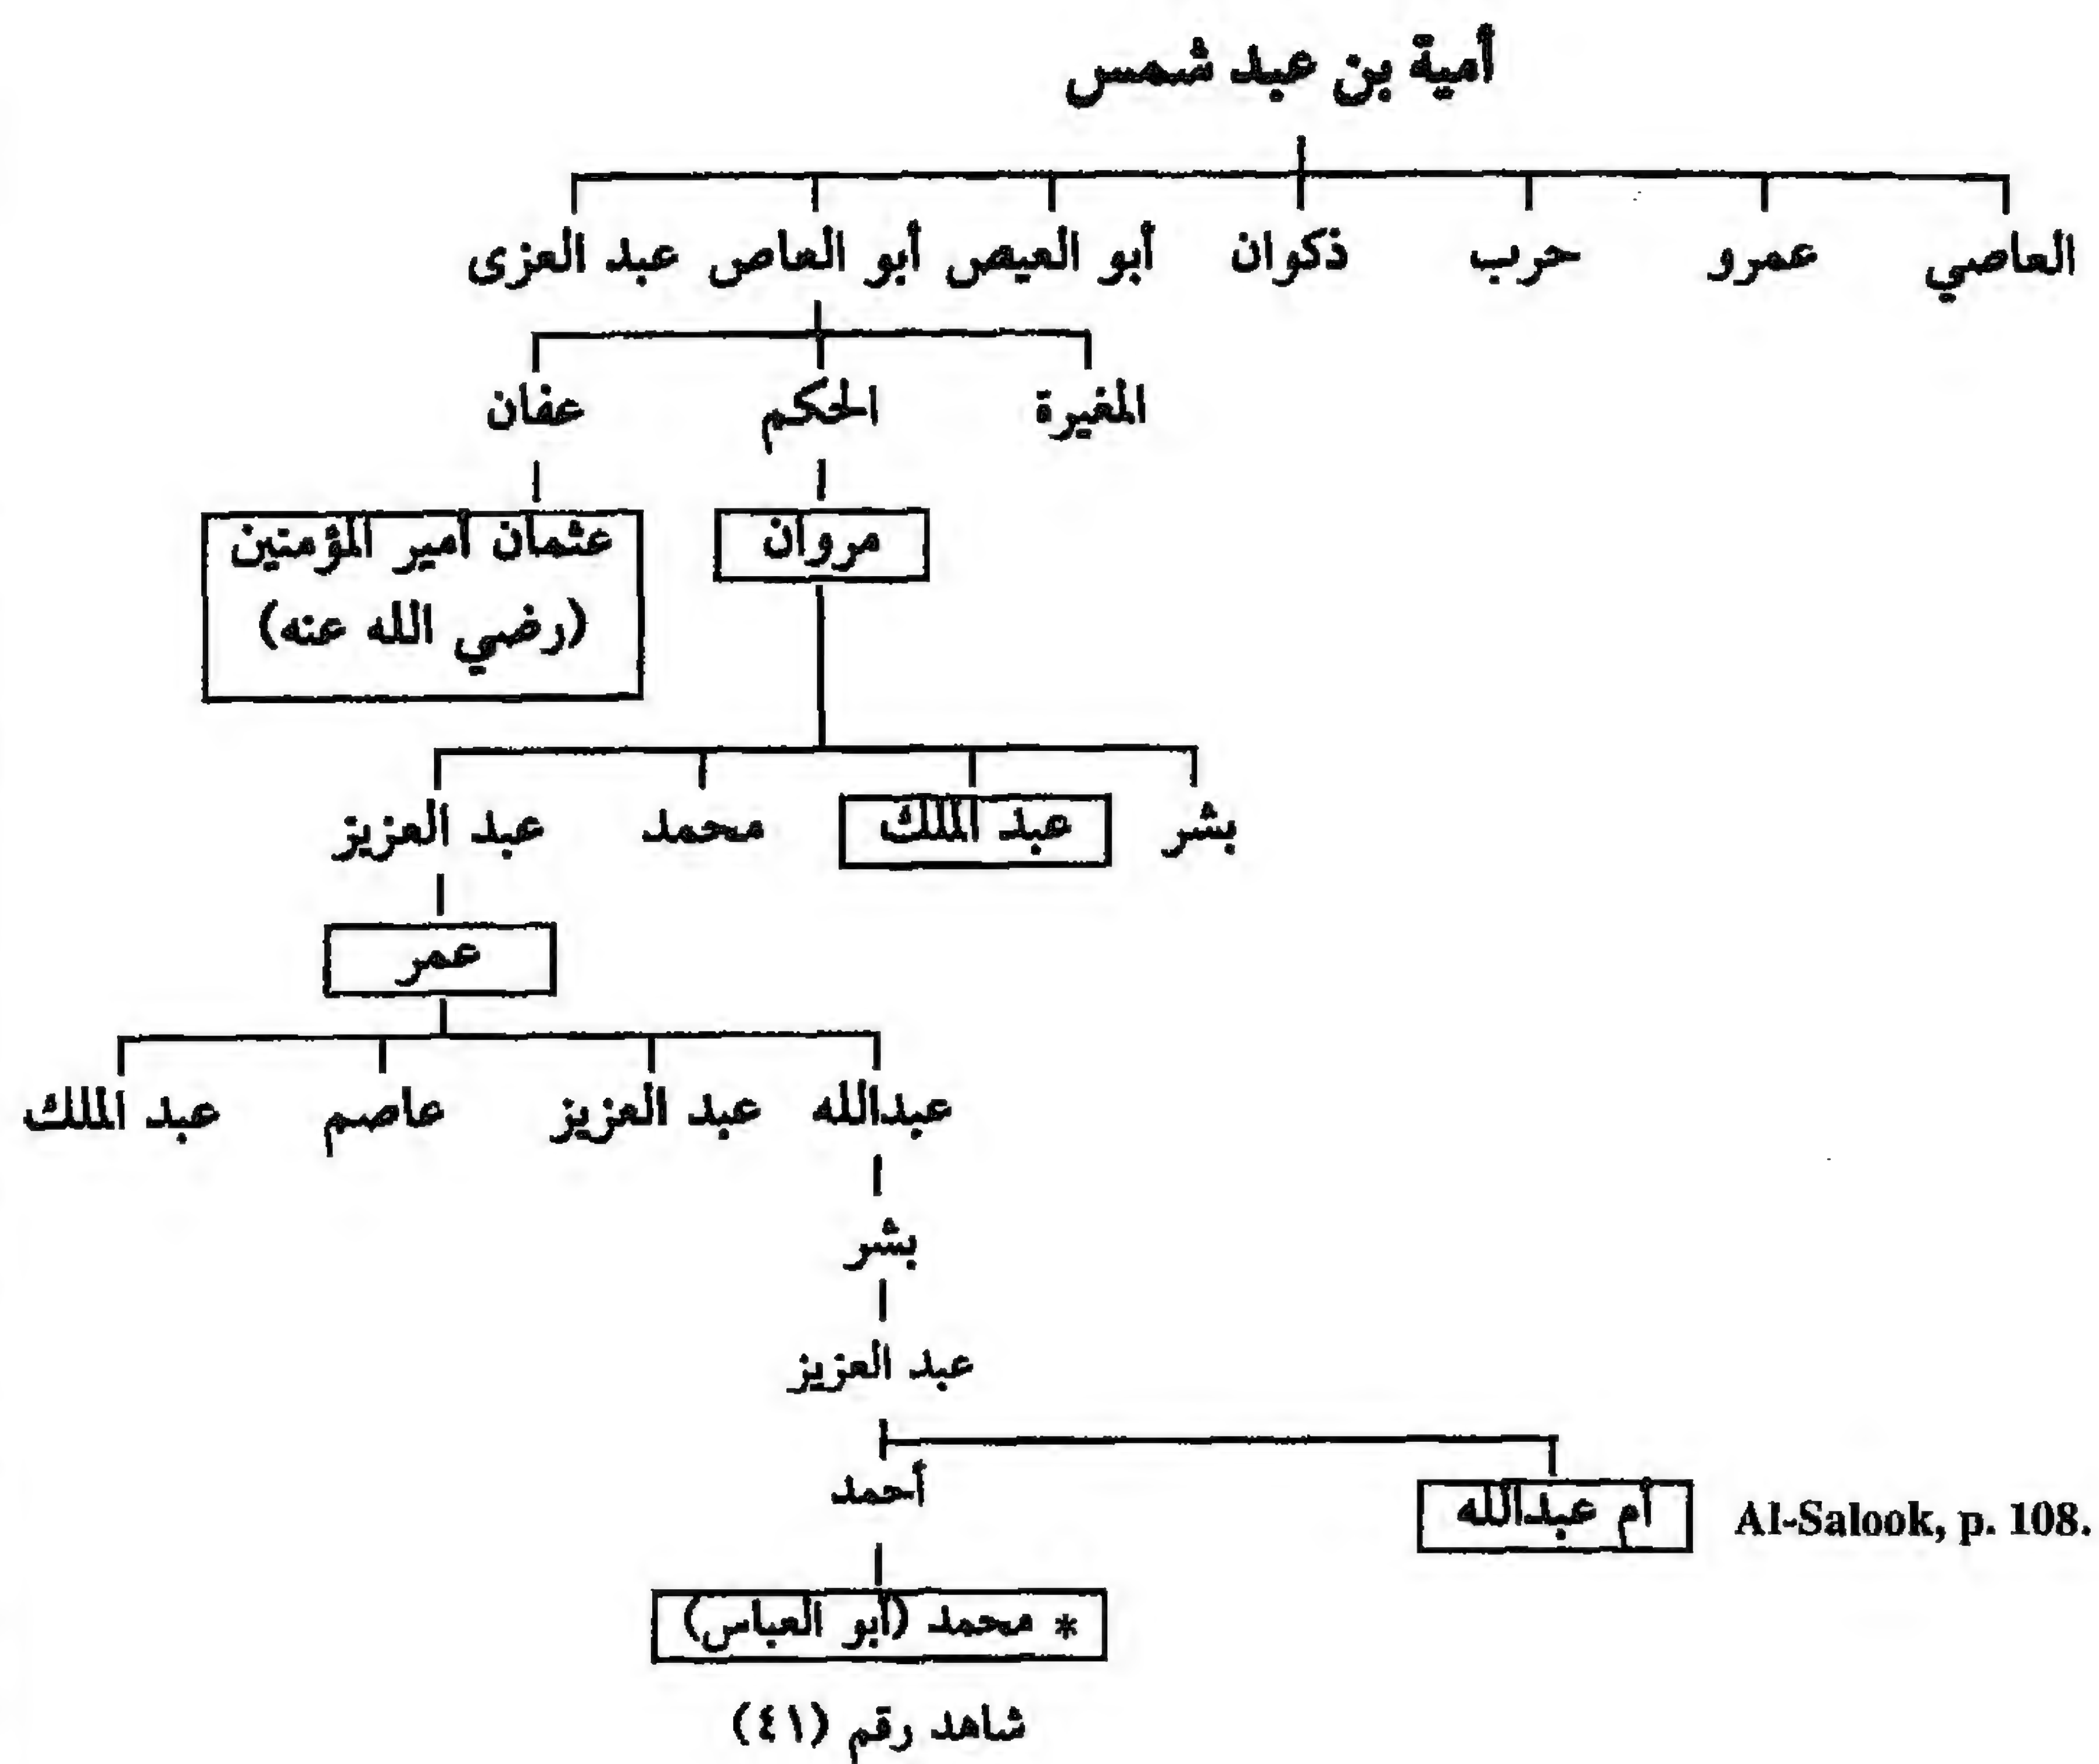 أمية بن عبد شمس
العاصي عمرو حرب ذكوان أبو العيص أبو العاص عبد العزى
المغيرة الحكم عفان
مروان
عثمان أمير المؤمنين
(رضي الله عنه)
بشر عبد الملك محمد عبد العزيز
عمر
عبدالله عبد العزيز عاصم عبد الملك
بشر
عبد العزيز
أحمد
أم عبدالله
Al-Salook, p. 108.
* محمد (أبو العباس)
شاهد رقم (٤١)